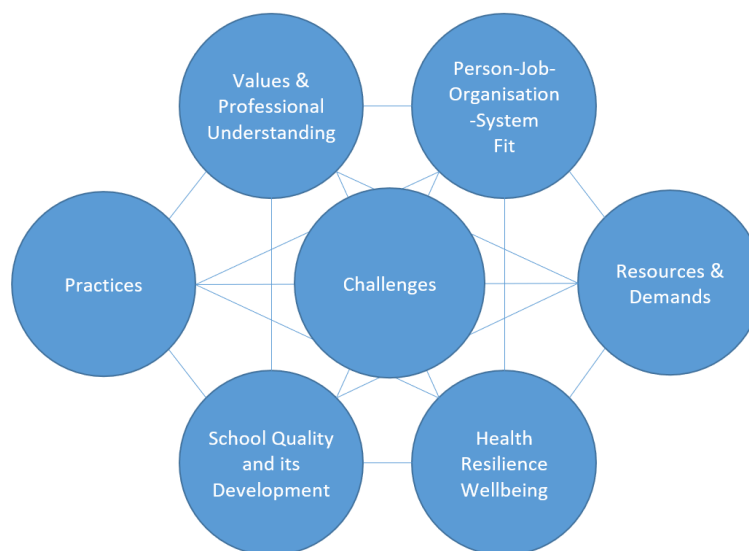 Values &
Professional
Understanding
Person-Job-
Organisation
-System
Fit
Practices
Challenges
Resources &
Demands
School Quality
and its
Development
Health
Resilience
Wellbeing